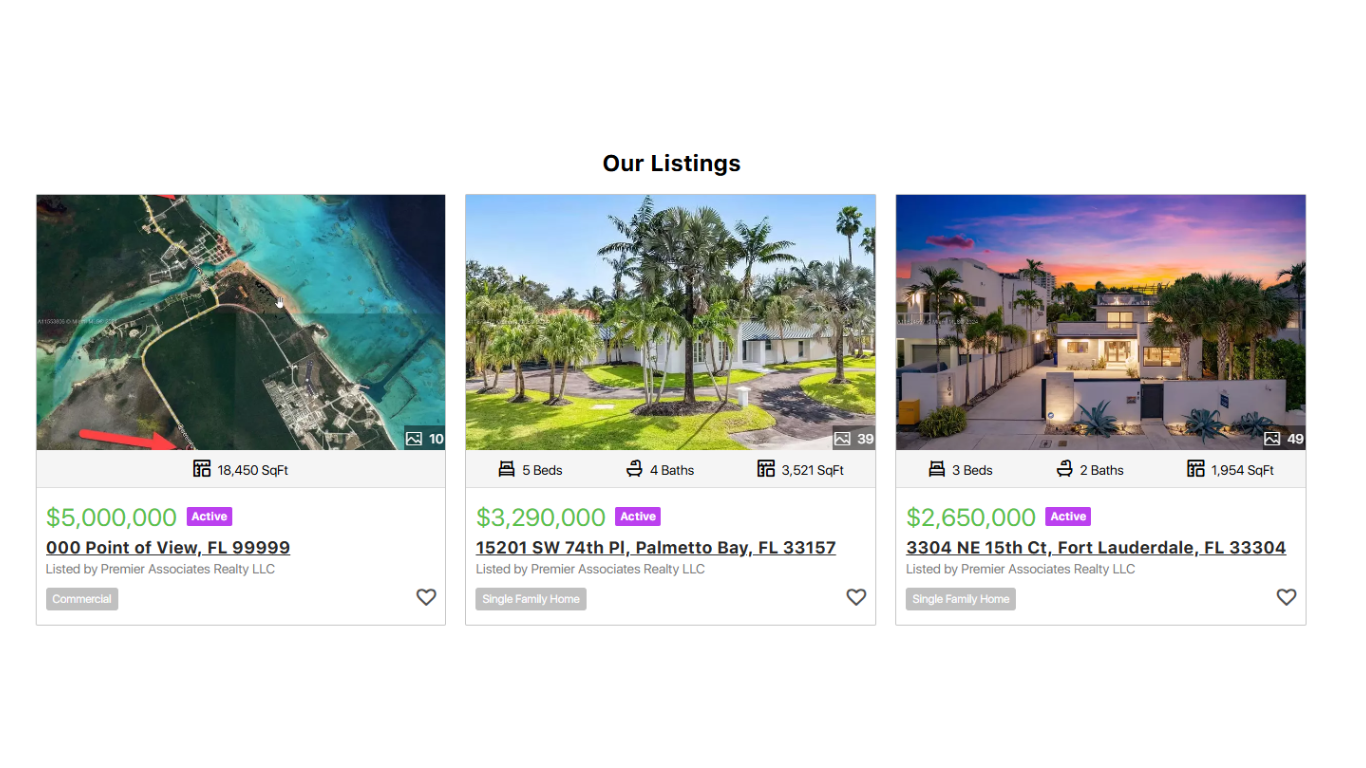 Our Listings
10
39
49
18,450 SqFt
5 Beds
4 Baths
3,521 SqFt
3 Beds
2 Baths
1,954 SqFt
$5,000,000 Active
000 Point of View, FL 99999
Listed by Premier Associates Realty LLC
Commercial
$3,290,000 Active
15201 SW 74th Pl, Palmetto Bay, FL 33157
Listed by Premier Associates Realty LLC
Single Family Home
$2,650,000 Active
3304 NE 15th Ct, Fort Lauderdale, FL 33304
Listed by Premier Associates Realty LLC
Single Family Home